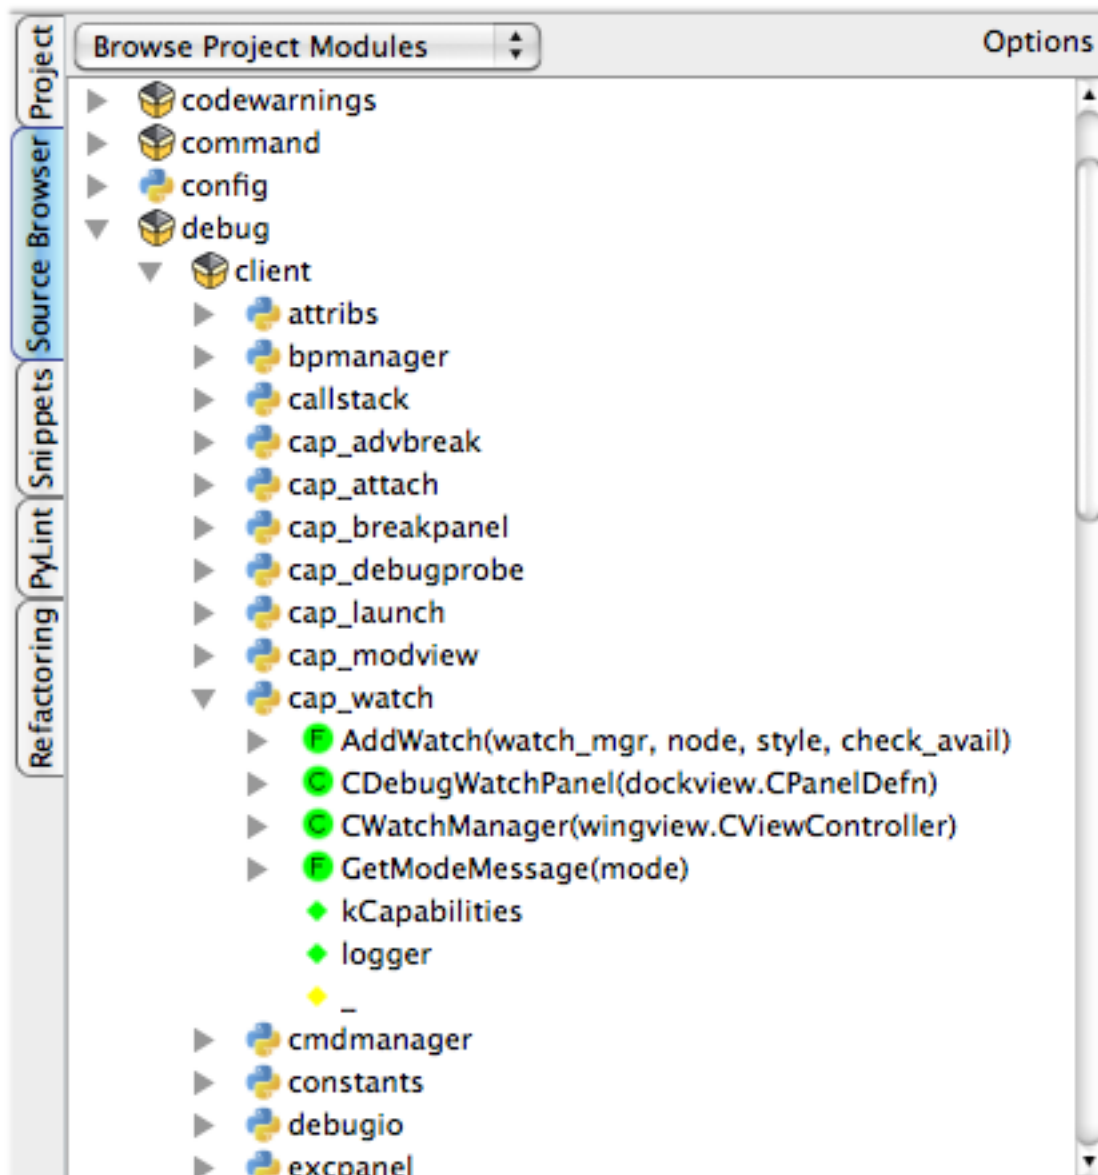 Browse Project Modules
Options
Project
Source Browser
Snippets
PyLint
Refactoring
codewarnings
command
config
debug
client
attribs
bpmanager
callstack
cap_advbreak
cap_attach
cap_breakpanel
cap_debugprobe
cap_launch
cap_modview
cap_watch
F AddWatch(watch_mgr, node, style, check_avail)
C CDebugWatchPanel(dockview.CPanelDefn)
C CWatchManager(wingview.CViewController)
F GetModeMessage(mode)
kCapabilities
logger
_
cmdmanager
constants
debugio
excpanel